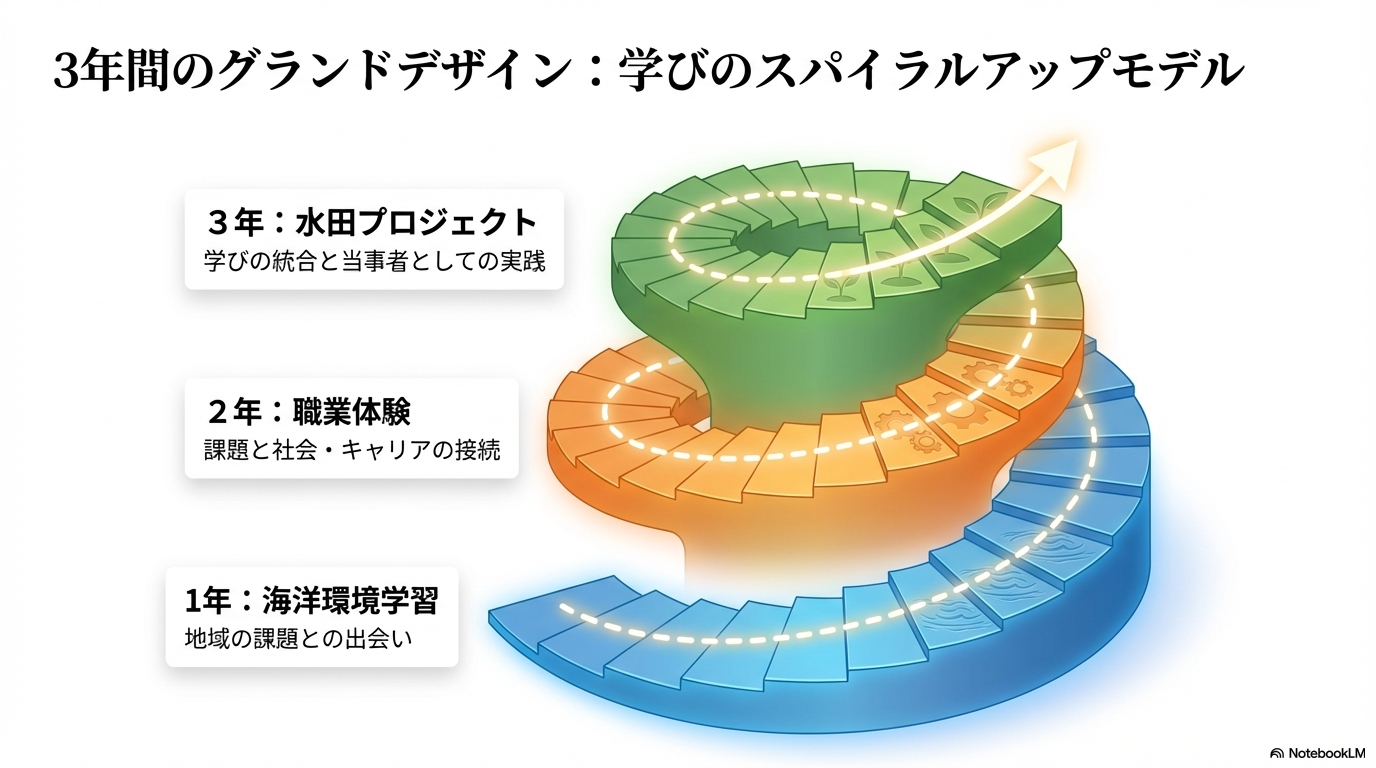 3年間のグランドデザイン：学びのスパイラルアップモデル
３年：水田プロジェクト
学びの統合と当事者としての実践
２年：職業体験
課題と社会・キャリアの接続
1年：海洋環境学習
地域の課題との出会い
NotebookLM